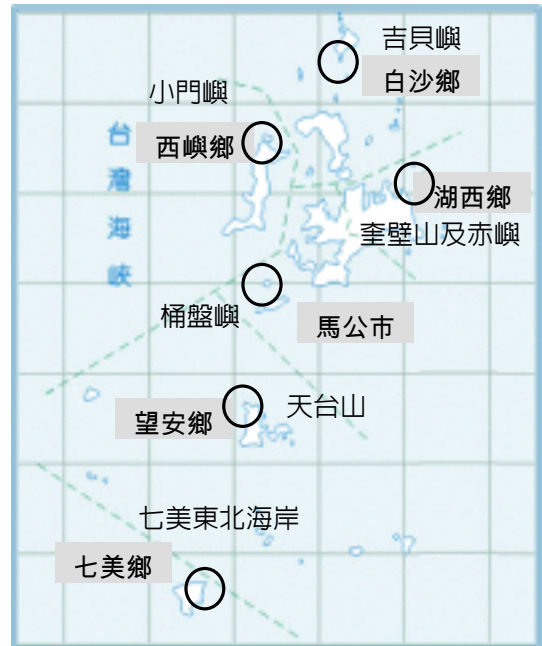 吉貝嶼
白沙鄉
小門嶼
西嶼鄉
台灣海峽
湖西鄉
奎壁山及赤嶼
桶盤嶼
馬公市
天台山
望安鄉
七美東北海岸
七美鄉